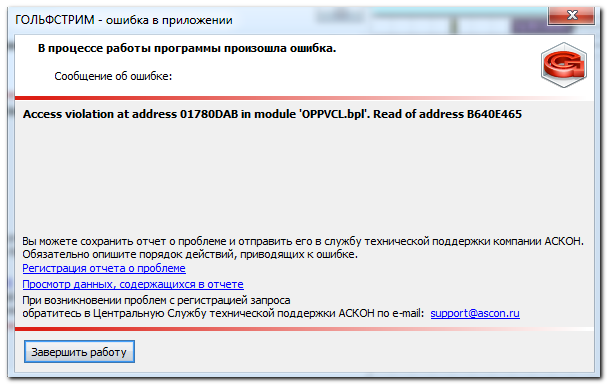 ГОЛЬФСТРИМ - ошибка в приложении
В процессе работы программы произошла ошибка.
Сообщение об ошибке:
Access violation at address 01780DAB in module 'OPPVCL.bpl'. Read of address B640E465
Вы можете сохранить отчет о проблеме и отправить его в службу технической поддержки компании АСКОН.
Обязательно опишите порядок действий, приводящих к ошибке.
Регистрация отчета о проблеме
Просмотр данных, содержащихся в отчете
При возникновении проблем с регистрацией запроса
обратитесь в Центральную Службу технической поддержки АСКОН по e-mail: support@ascon.ru
Завершить работу